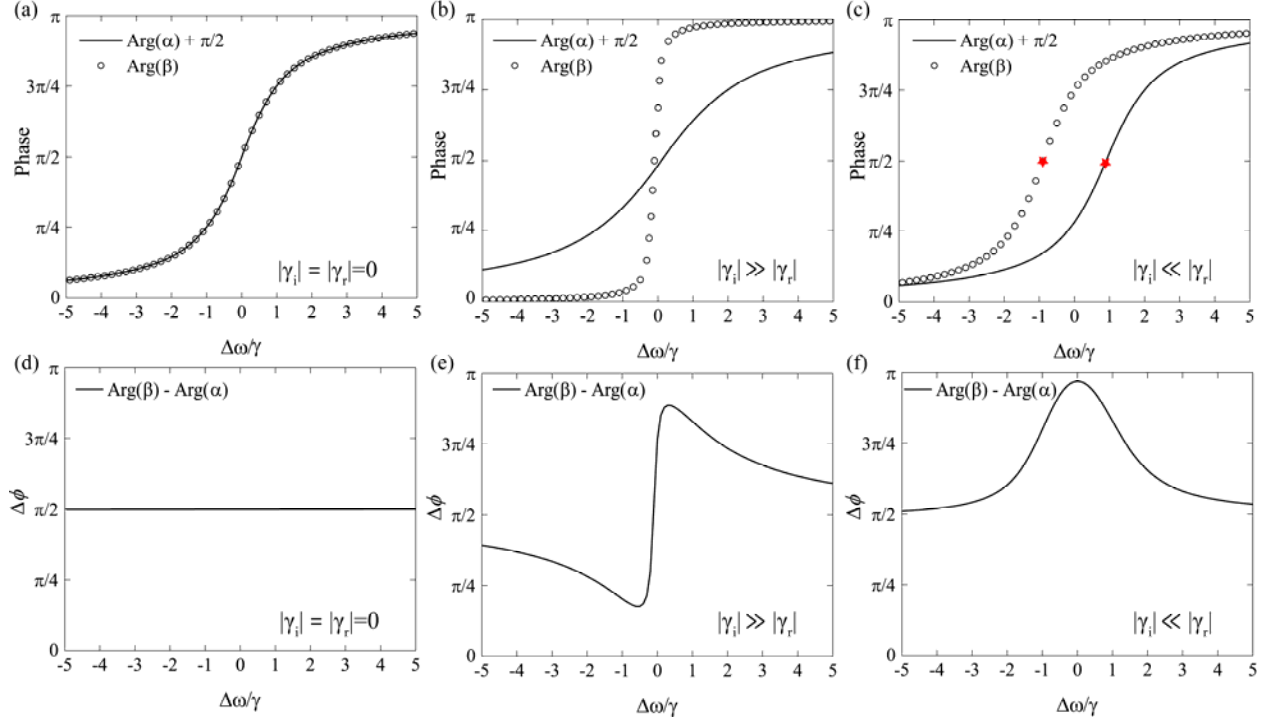 (a)
π
3π/4
π/2
π/4
0
Phase
Arg(α) + π/2
Arg(β)
|γi| = |γr|=0
-5 -4 -3 -2 -1 0 1 2 3 4 5
Δω/γ
(b)
π
3π/4
π/2
π/4
0
Phase
Arg(α) + π/2
Arg(β)
|γi| ≫ |γr|
-5 -4 -3 -2 -1 0 1 2 3 4 5
Δω/γ
(c)
π
3π/4
π/2
π/4
0
Phase
Arg(α) + π/2
Arg(β)
|γi| ≪ |γr|
-5 -4 -3 -2 -1 0 1 2 3 4 5
Δω/γ
(d)
π
3π/4
π/2
π/4
0
Δϕ
Arg(β) - Arg(α)
|γi| = |γr|=0
-5 -4 -3 -2 -1 0 1 2 3 4 5
Δω/γ
(e)
π
3π/4
π/2
π/4
0
Δϕ
Arg(β) - Arg(α)
|γi| ≫ |γr|
-5 -4 -3 -2 -1 0 1 2 3 4 5
Δω/γ
(f)
π
3π/4
π/2
π/4
0
Δϕ
Arg(β) - Arg(α)
|γi| ≪ |γr|
-5 -4 -3 -2 -1 0 1 2 3 4 5
Δω/γ